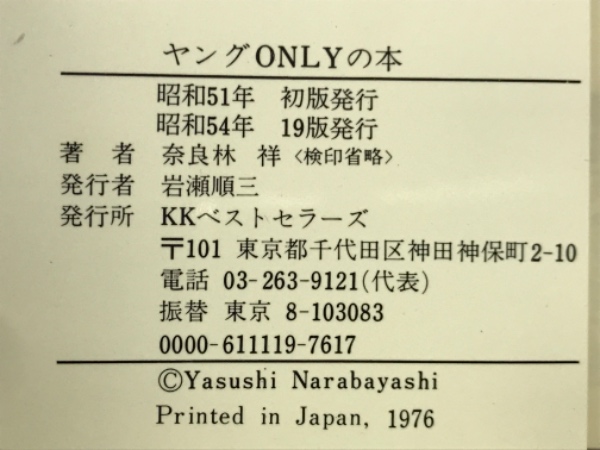 ヤングONLYの本
昭和51年 初版発行
昭和54年 19版発行
著 者 奈良林 祥〈検印省略〉
発行者 岩瀬順三
発行所 KKベストセラーズ
〒101 東京都千代田区神田神保町2-10
電話 03-263-9121(代表)
振替 東京 8-103083
0000-611119-7617
©Yasushi Narabayashi
Printed in Japan, 1976